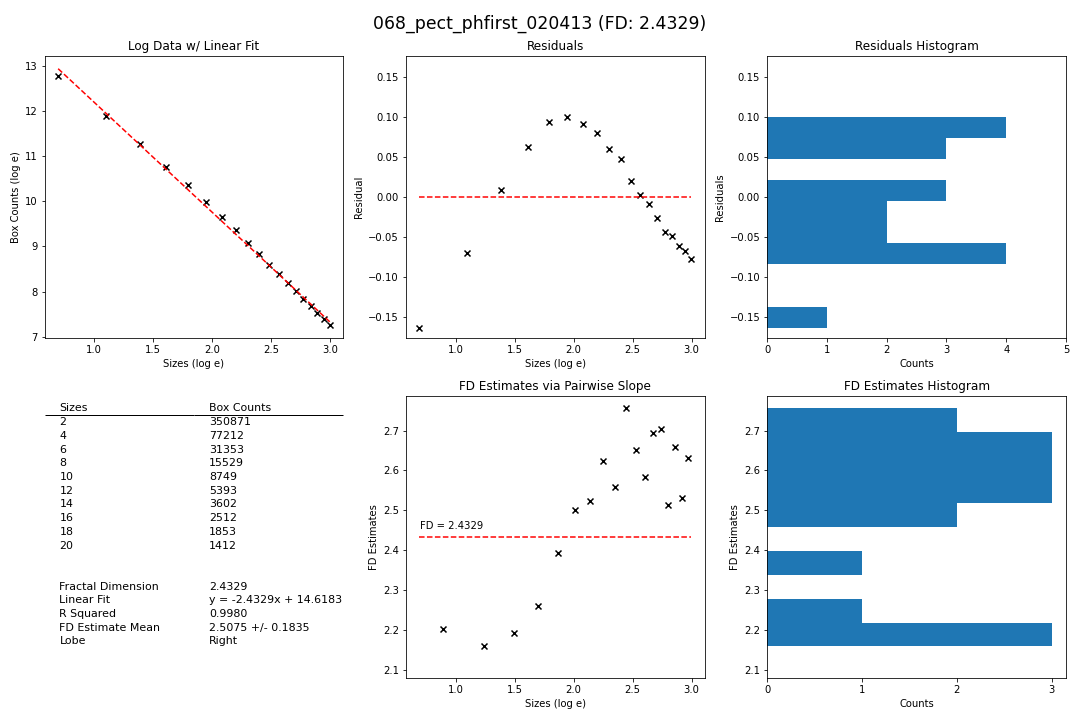 068_pect_phfirst_020413 (FD: 2.4329)
Log Data w/ Linear Fit
Box Counts (log e)
13
12
11
10
9
8
7
1.0 1.5 2.0 2.5 3.0
Sizes (log e)
Residuals
Residual
0.15
0.10
0.05
0.00
−0.05
−0.10
−0.15
1.0 1.5 2.0 2.5 3.0
Sizes (log e)
Residuals Histogram
Residuals
0.15
0.10
0.05
0.00
−0.05
−0.10
−0.15
0 1 2 3 4 5
Counts
Sizes Box Counts
2 350871
4 77212
6 31353
8 15529
10 8749
12 5393
14 3602
16 2512
18 1853
20 1412
Fractal Dimension 2.4329
Linear Fit y = -2.4329x + 14.6183
R Squared 0.9980
FD Estimate Mean 2.5075 +/- 0.1835
Lobe Right
FD Estimates via Pairwise Slope
FD Estimates
2.7
2.6
2.5
2.4
2.3
2.2
2.1
FD = 2.4329
1.0 1.5 2.0 2.5 3.0
Sizes (log e)
FD Estimates Histogram
FD Estimates
2.7
2.6
2.5
2.4
2.3
2.2
2.1
0 1 2 3
Counts